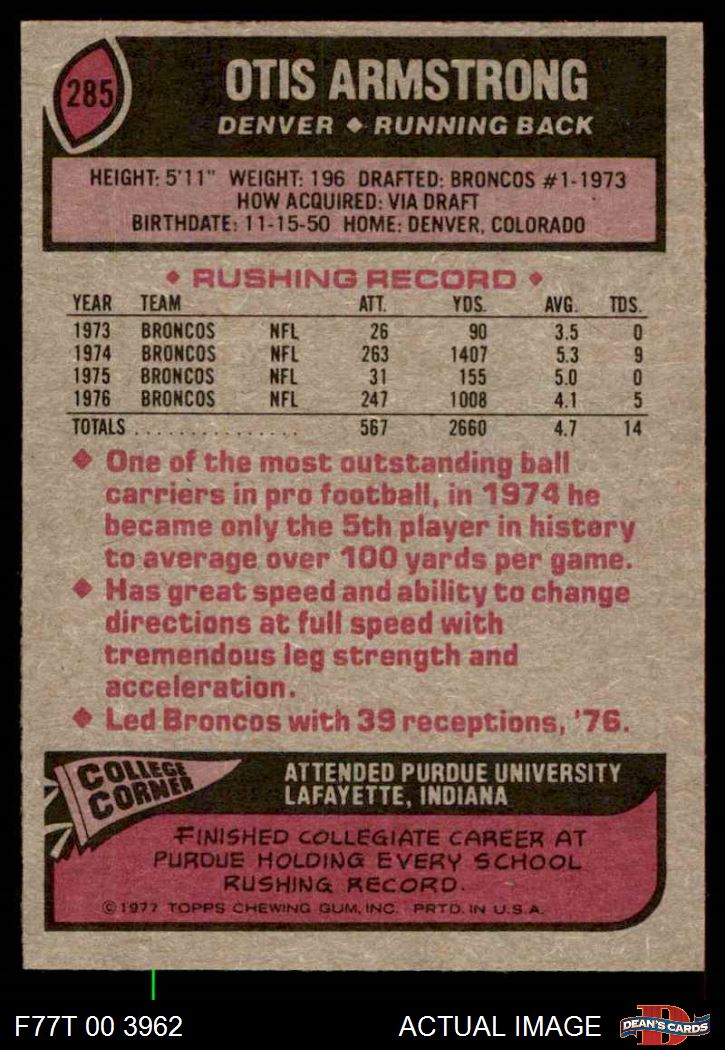 285
OTIS ARMSTRONG
DENVER ◆ RUNNING BACK
HEIGHT: 5'11" WEIGHT: 196 DRAFTED: BRONCOS #1-1973
HOW ACQUIRED: VIA DRAFT
BIRTHDATE: 11-15-50 HOME: DENVER, COLORADO
◆ RUSHING RECORD ◆
YEAR TEAM ATT. YDS. AVG. TDS.
1973 BRONCOS NFL 26 90 3.5 0
1974 BRONCOS NFL 263 1407 5.3 9
1975 BRONCOS NFL 31 155 5.0 0
1976 BRONCOS NFL 247 1008 4.1 5
TOTALS . . . . . . . . . . . . . . . 567 2660 4.7 14
◆ One of the most outstanding ball
carriers in pro football, in 1974 he
became only the 5th player in history
to average over 100 yards per game.
◆ Has great speed and ability to change
directions at full speed with
tremendous leg strength and
acceleration.
◆ Led Broncos with 39 receptions, '76.
COLLEGE
CORNER
ATTENDED PURDUE UNIVERSITY
LAFAYETTE, INDIANA
FINISHED COLLEGIATE CAREER AT
PURDUE HOLDING EVERY SCHOOL
RUSHING RECORD.
©1977 TOPPS CHEWING GUM, INC. PRTD. IN U.S.A.
F77T 00 3962
ACTUAL IMAGE
D
DEAN'S CARDS